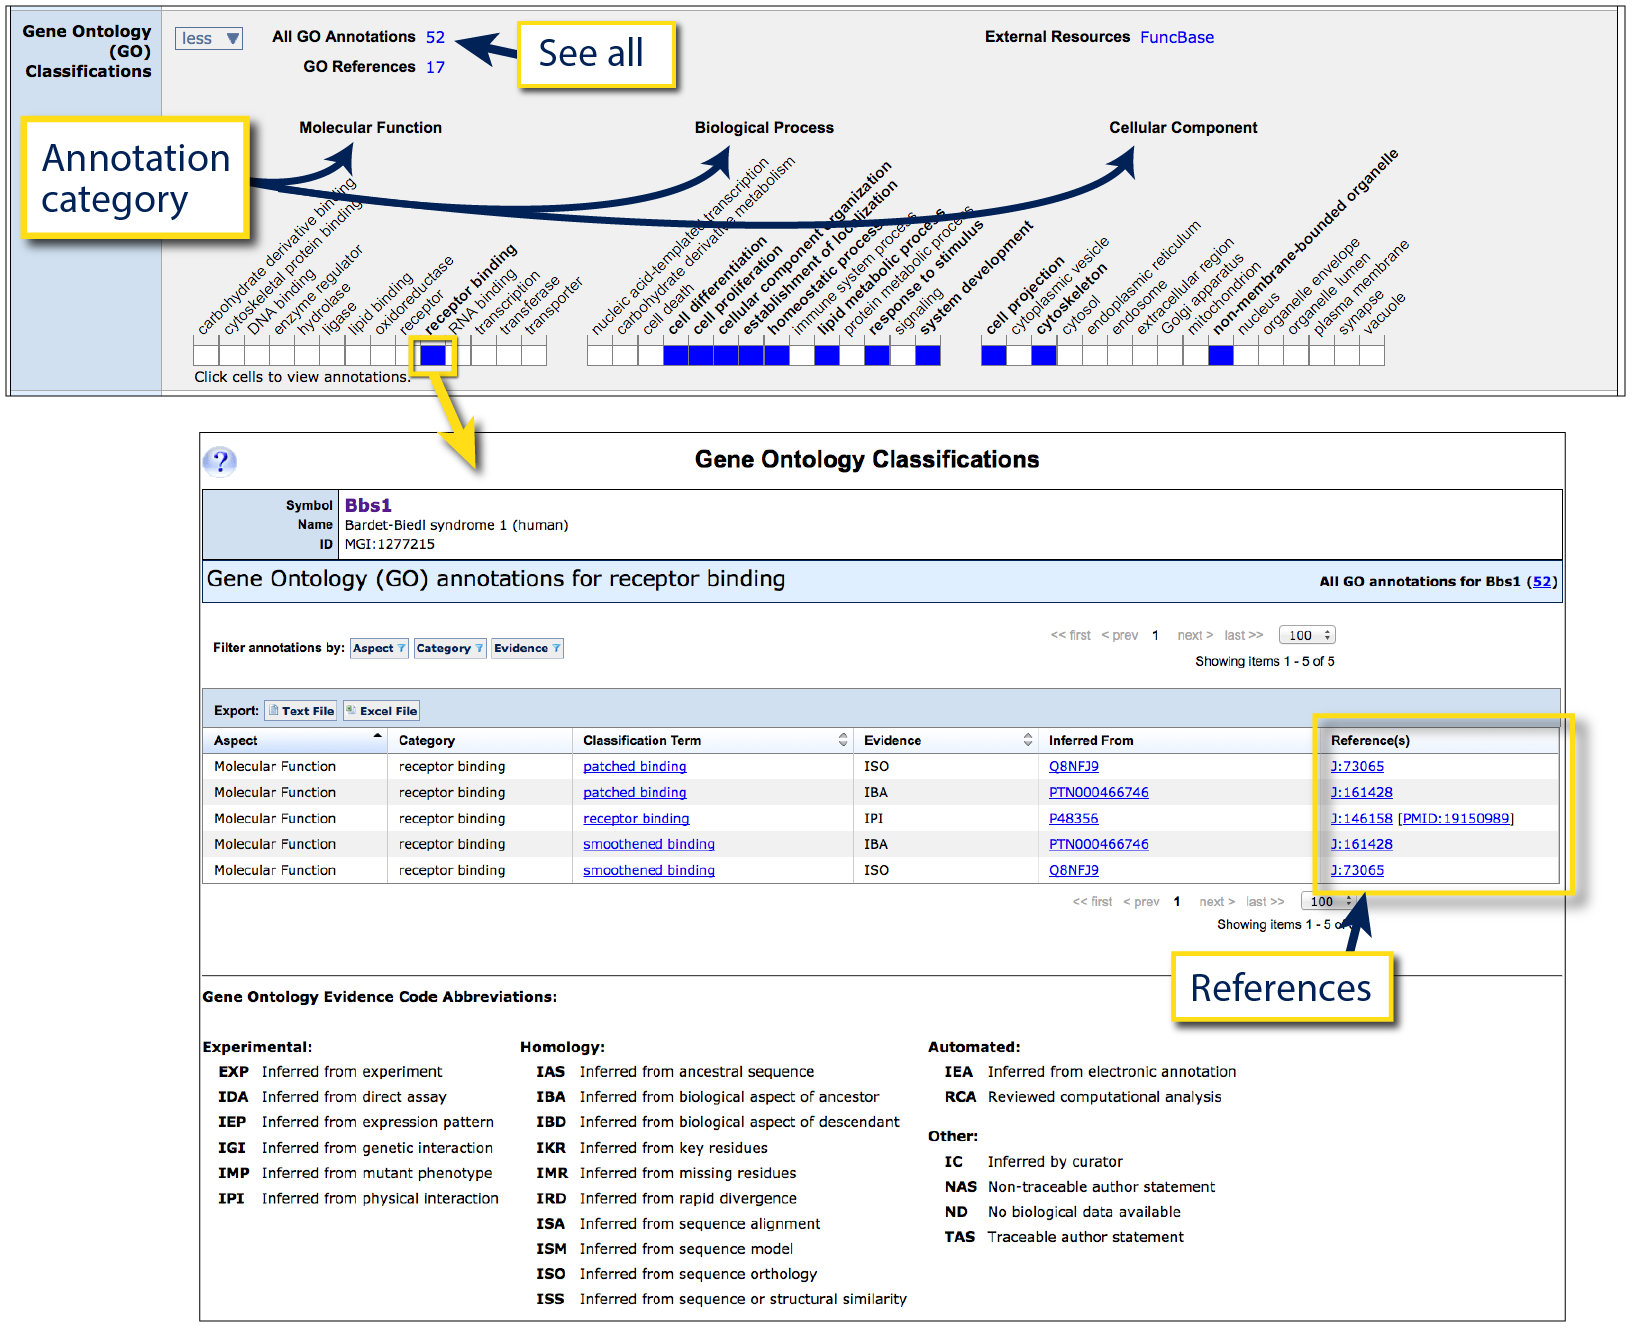 Gene Ontology
(GO)
Classifications
less
All GO Annotations 52
GO References 17
See all
External Resources FuncBase
Annotation
category
Molecular Function
Biological Process
Cellular Component
carbohydrate derivative binding
cytoskeletal protein binding
DNA binding
enzyme regulator
hydrolase
ligase
lipid binding
oxidoreductase
receptor
receptor binding
RNA binding
transcription
transferase
transporter
nucleic acid-templated transcription
carbohydrate derivative metabolism
cell death
cell differentiation
cell proliferation
cellular component organization
establishment of localization
homeostatic process
immune system process
lipid metabolic process
protein metabolic process
response to stimulus
signaling
system development
cell projection
cytoplasmic vesicle
cytoskeleton
cytosol
endoplasmic reticulum
endosome
extracellular region
Golgi apparatus
mitochondrion
non-membrane-bounded organelle
nucleus
organelle envelope
organelle lumen
plasma membrane
synapse
vacuole
Click cells to view annotations.
?
Gene Ontology Classifications
Symbol Bbs1
Name Bardet-Biedl syndrome 1 (human)
ID MGI:1277215
Gene Ontology (GO) annotations for receptor binding
All GO annotations for Bbs1 (52)
Filter annotations by: Aspect Category Evidence
<< first < prev 1 next > last >> 100
Showing items 1 - 5 of 5
Export: Text File Excel File
Aspect Category Classification Term Evidence Inferred From Reference(s)
Molecular Function receptor binding patched binding ISO Q8NFJ9 J:73065
Molecular Function receptor binding patched binding IBA PTN000466746 J:161428
Molecular Function receptor binding receptor binding IPI P48356 J:146158 [PMID:19150989]
Molecular Function receptor binding smoothened binding IBA PTN000466746 J:161428
Molecular Function receptor binding smoothened binding ISO Q8NFJ9 J:73065
<< first < prev 1 next > last >> 100
Showing items 1 - 5 of
References
Gene Ontology Evidence Code Abbreviations:
Experimental:
EXP Inferred from experiment
IDA Inferred from direct assay
IEP Inferred from expression pattern
IGI Inferred from genetic interaction
IMP Inferred from mutant phenotype
IPI Inferred from physical interaction
Homology:
IAS Inferred from ancestral sequence
IBA Inferred from biological aspect of ancestor
IBD Inferred from biological aspect of descendant
IKR Inferred from key residues
IMR Inferred from missing residues
IRD Inferred from rapid divergence
ISA Inferred from sequence alignment
ISM Inferred from sequence model
ISO Inferred from sequence orthology
ISS Inferred from sequence or structural similarity
Automated:
IEA Inferred from electronic annotation
RCA Reviewed computational analysis
Other:
IC Inferred by curator
NAS Non-traceable author statement
ND No biological data available
TAS Traceable author statement